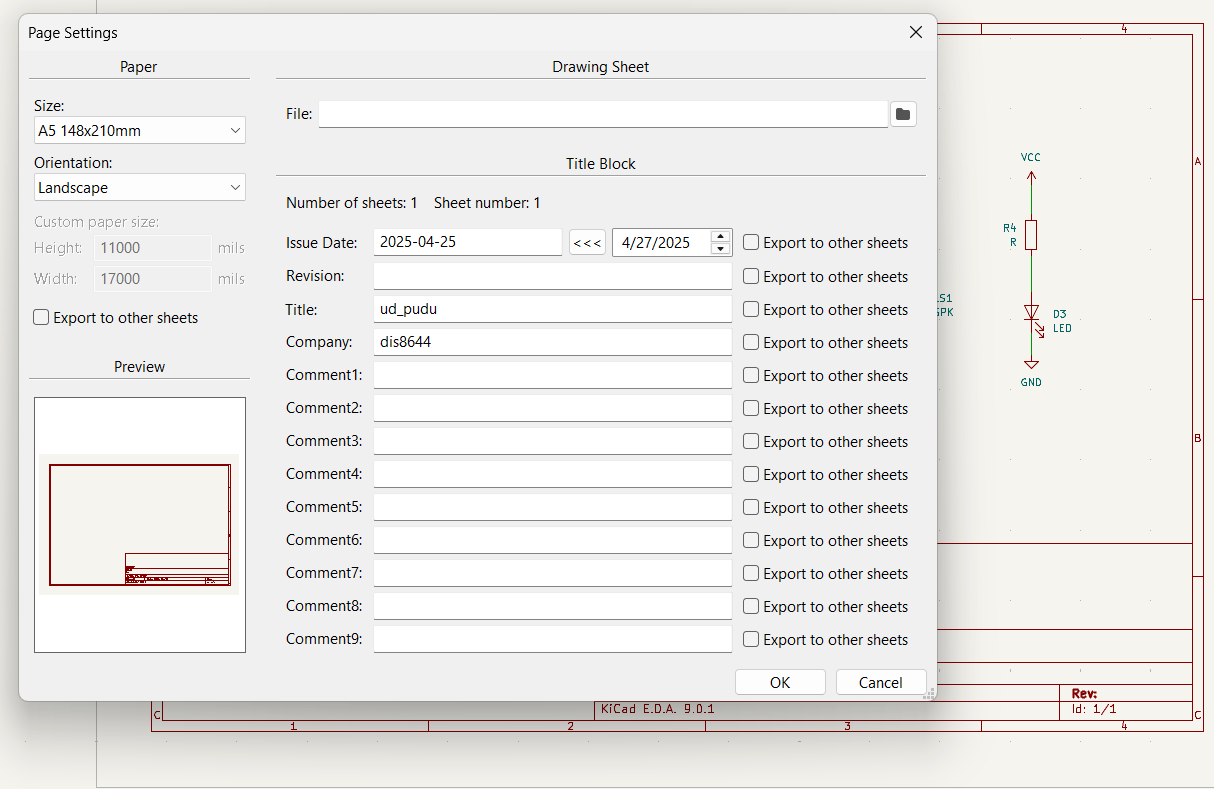 Page Settings
Paper
Size:
A5 148x210mm
Orientation:
Landscape
Custom paper size:
Height: 11000 mils
Width: 17000 mils
Export to other sheets
Preview
Drawing Sheet
File:
Title Block
Number of sheets: 1 Sheet number: 1
Issue Date: 2025-04-25 <<< 4/27/2025 Export to other sheets
Revision: Export to other sheets
Title: ud_pudu Export to other sheets
Company: dis8644 Export to other sheets
Comment1: Export to other sheets
Comment2: Export to other sheets
Comment3: Export to other sheets
Comment4: Export to other sheets
Comment5: Export to other sheets
Comment6: Export to other sheets
Comment7: Export to other sheets
Comment8: Export to other sheets
Comment9: Export to other sheets
OK Cancel
4
A
VCC
R4
R
D3
LED
GND
B
Rev:
KiCad E.D.A. 9.0.1
Id: 1/1
C
C
1 2 3 4